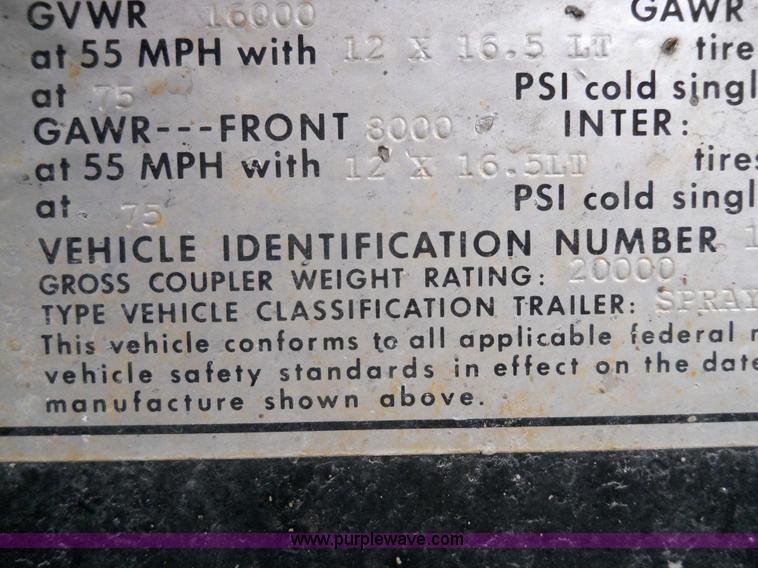 GVWR 16000 GAWR
at 55 MPH with 12 X 16.5 LT tire
at 75 PSI cold singl
GAWR---FRONT 8000 INTER:
at 55 MPH with 12 X 16.5LT tires
at 75 PSI cold singl
VEHICLE IDENTIFICATION NUMBER 1
GROSS COUPLER WEIGHT RATING: 20000
TYPE VEHICLE CLASSIFICATION TRAILER: SPRAY
This vehicle conforms to all applicable federal
vehicle safety standards in effect on the date
manufacture shown above.
www.purplewave.com